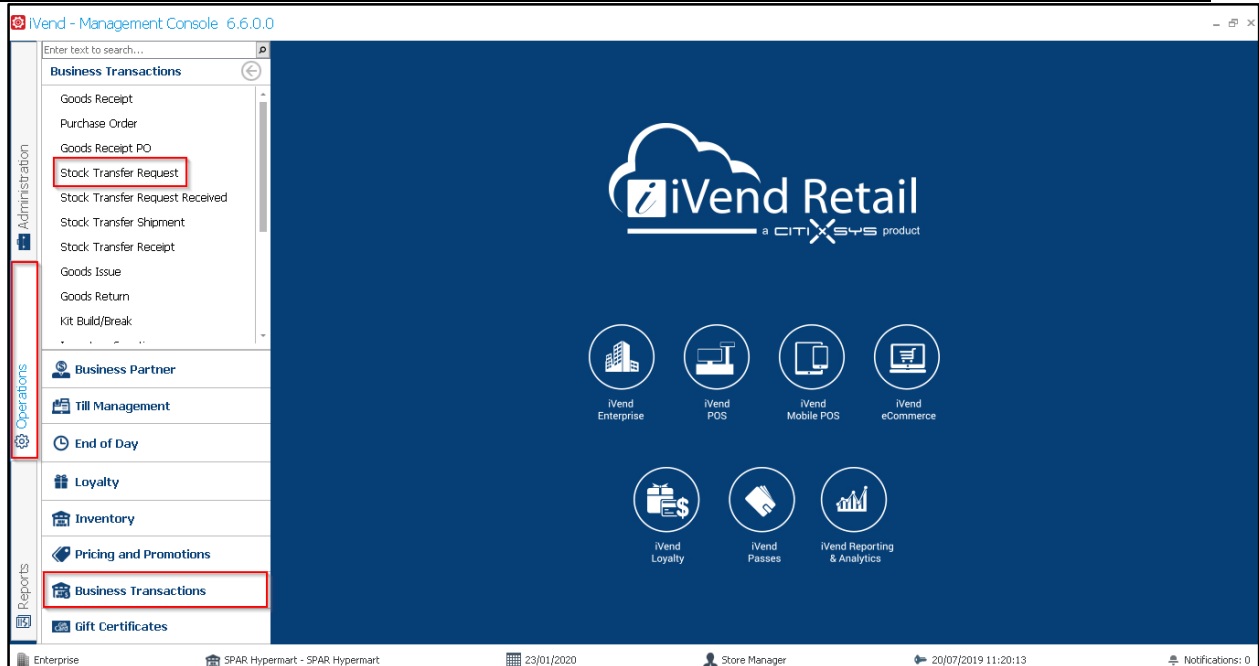 iVend - Management Console 6.6.0.0
Enter text to search...
Business Transactions
Goods Receipt
Purchase Order
Goods Receipt PO
Stock Transfer Request
Stock Transfer Request Received
Stock Transfer Shipment
Stock Transfer Receipt
Goods Issue
Goods Return
Kit Build/Break
Business Partner
Till Management
End of Day
Loyalty
Inventory
Pricing and Promotions
Business Transactions
Gift Certificates
Administration
Operations
Reports
iVend Retail
a CITIXSYS product
iVend
Enterprise
iVend
POS
iVend
Mobile POS
iVend
eCommerce
iVend
Loyalty
iVend
Passes
iVend Reporting
& Analytics
Enterprise
SPAR Hypermart - SPAR Hypermart
23/01/2020
Store Manager
20/07/2019 11:20:13
Notifications: 0